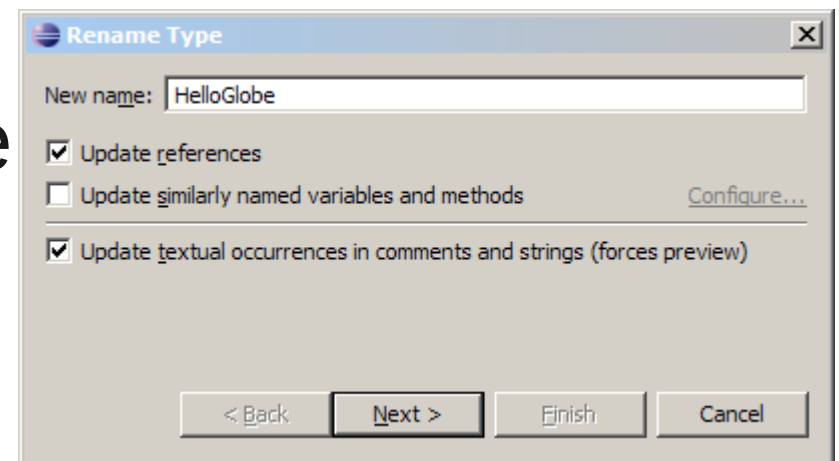 Rename Type
New name: HelloGlobe
e
Update references
Update similarly named variables and methods Configure...
Update textual occurrences in comments and strings (forces preview)
< Back Next > Finish Cancel